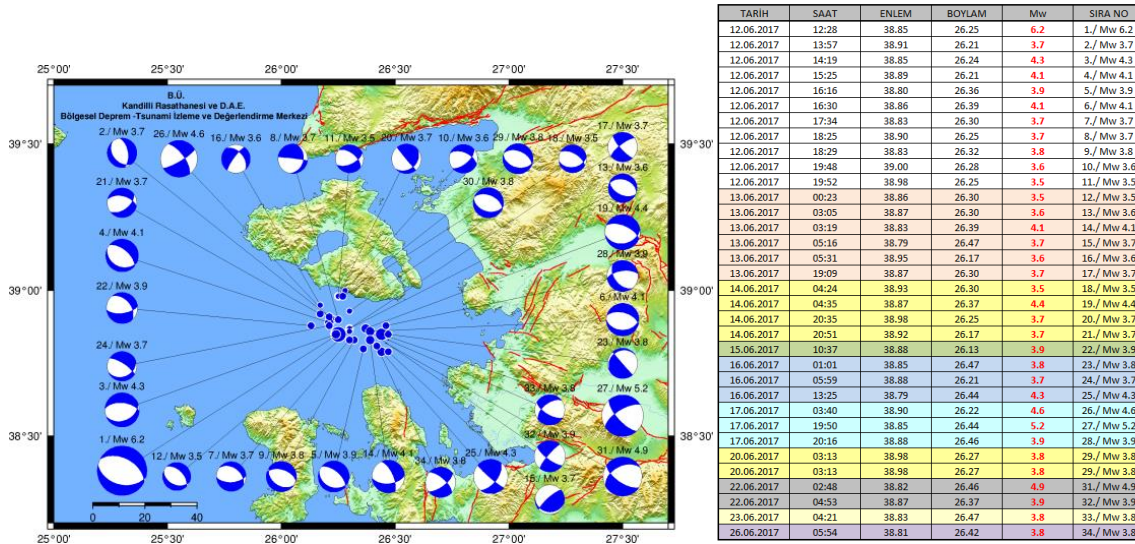 B.Ü.
Kandilli Rasathanesi ve D.A.E.
Bölgesel Deprem -Tsunami İzleme ve Değerlendirme Merkezi
25°00' 25°30' 26°00' 26°30' 27°00' 27°30'
39°30' 39°30'
39°00' 39°00'
38°30' 38°30'
25°00' 25°30' 26°00' 26°30' 27°00' 27°30'
2./ Mw 3.7
26./ Mw 4.6
16./ Mw 3.6
8./ Mw 3.7
11./ Mw 3.5
20./ Mw 3.7
10./ Mw 3.6
29./ Mw 3.8
18./ Mw 3.5
17./ Mw 3.7
13./ Mw 3.6
30./ Mw 3.8
21./ Mw 3.7
19./ Mw 4.4
4./ Mw 4.1
28./ Mw 3.9
22./ Mw 3.9
6./ Mw 4.1
24./ Mw 3.7
23./ Mw 3.8
3./ Mw 4.3
33./ Mw 3.8
27./ Mw 5.2
32./ Mw 3.9
1./ Mw 6.2
12./ Mw 3.5
7./ Mw 3.7
9./ Mw 3.8
5./ Mw 3.9
14./ Mw 4.1
34./ Mw 3.8
25./ Mw 4.3
15./ Mw 3.7
31./ Mw 4.9
0 20 40
TARİH SAAT ENLEM BOYLAM Mw SIRA NO
12.06.2017 12:28 38.85 26.25 6.2 1./ Mw 6.2
12.06.2017 13:57 38.91 26.21 3.7 2./ Mw 3.7
12.06.2017 14:19 38.85 26.24 4.3 3./ Mw 4.3
12.06.2017 15:25 38.89 26.21 4.1 4./ Mw 4.1
12.06.2017 16:16 38.80 26.36 3.9 5./ Mw 3.9
12.06.2017 16:30 38.86 26.39 4.1 6./ Mw 4.1
12.06.2017 17:34 38.83 26.30 3.7 7./ Mw 3.7
12.06.2017 18:25 38.90 26.25 3.7 8./ Mw 3.7
12.06.2017 18:29 38.83 26.32 3.8 9./ Mw 3.8
12.06.2017 19:48 39.00 26.28 3.6 10./ Mw 3.6
12.06.2017 19:52 38.98 26.25 3.5 11./ Mw 3.5
13.06.2017 00:23 38.86 26.30 3.5 12./ Mw 3.5
13.06.2017 03:05 38.87 26.30 3.6 13./ Mw 3.6
13.06.2017 03:19 38.83 26.39 4.1 14./ Mw 4.1
13.06.2017 05:16 38.79 26.47 3.7 15./ Mw 3.7
13.06.2017 05:31 38.95 26.17 3.6 16./ Mw 3.6
13.06.2017 19:09 38.87 26.30 3.7 17./ Mw 3.7
14.06.2017 04:24 38.93 26.30 3.5 18./ Mw 3.5
14.06.2017 04:35 38.87 26.37 4.4 19./ Mw 4.4
14.06.2017 20:35 38.98 26.25 3.7 20./ Mw 3.7
14.06.2017 20:51 38.92 26.17 3.7 21./ Mw 3.7
15.06.2017 10:37 38.88 26.13 3.9 22./ Mw 3.9
16.06.2017 01:01 38.85 26.47 3.8 23./ Mw 3.8
16.06.2017 05:59 38.88 26.21 3.7 24./ Mw 3.7
16.06.2017 13:25 38.79 26.44 4.3 25./ Mw 4.3
17.06.2017 03:40 38.90 26.22 4.6 26./ Mw 4.6
17.06.2017 19:50 38.85 26.44 5.2 27./ Mw 5.2
17.06.2017 20:16 38.88 26.46 3.9 28./ Mw 3.9
20.06.2017 03:13 38.98 26.27 3.8 29./ Mw 3.8
20.06.2017 03:13 38.98 26.27 3.8 29./ Mw 3.8
22.06.2017 02:48 38.82 26.46 4.9 31./ Mw 4.9
22.06.2017 04:53 38.87 26.37 3.9 32./ Mw 3.9
23.06.2017 04:21 38.83 26.47 3.8 33./ Mw 3.8
26.06.2017 05:54 38.81 26.42 3.8 34./ Mw 3.8